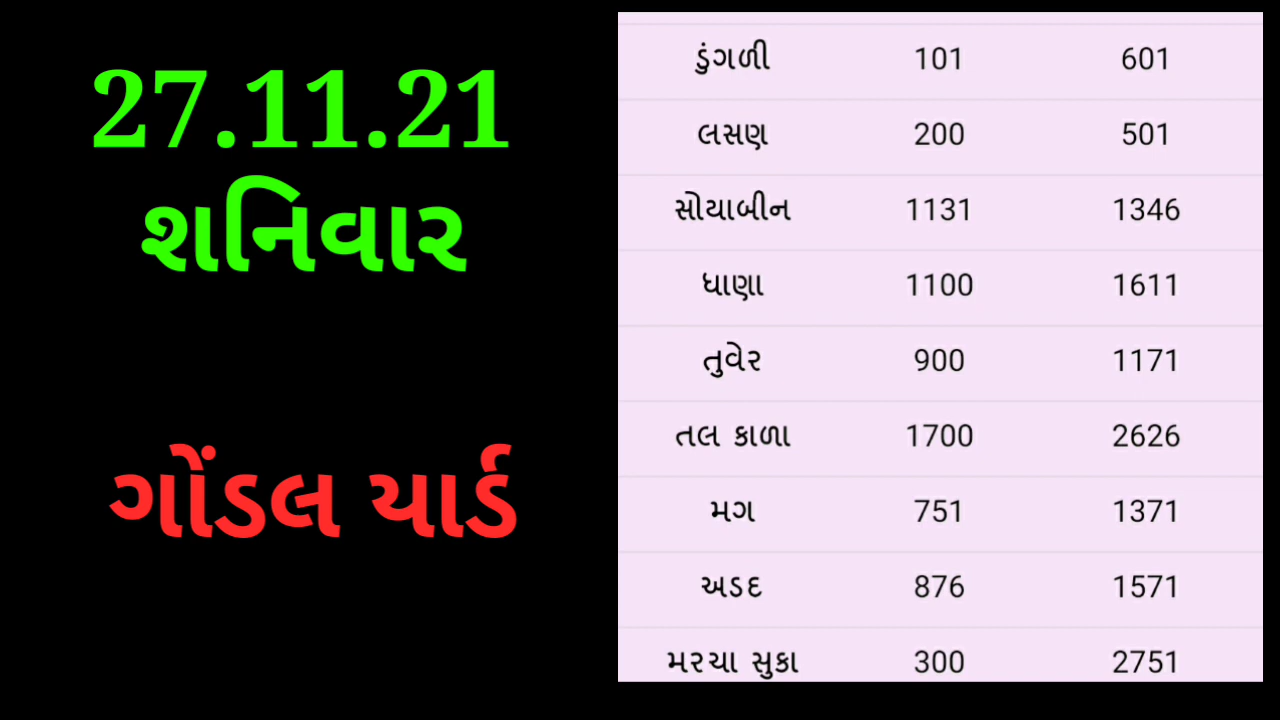 27.11.21
શનિવાર
ગોંડલ યાર્ડ
ડુંગળી 101 601
લસણ 200 501
સોયાબીન 1131 1346
ધાણા 1100 1611
તુવેર 900 1171
તલ કાળા 1700 2626
મગ 751 1371
અડદ 876 1571
મરચા સુકા 300 2751